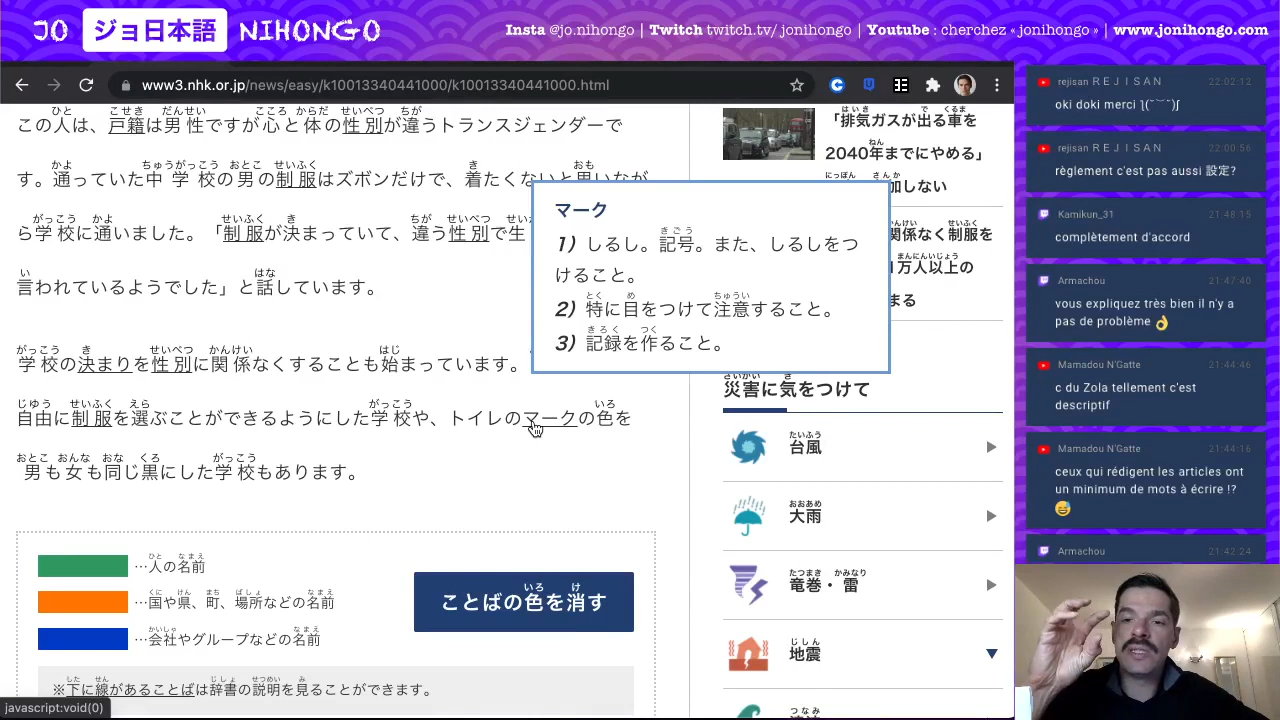 JO ジョ日本語 NIHONGO
Insta @jo.nihongo | Twitch twitch.tv/ jonihongo | Youtube : cherchez « jonihongo » | www.jonihongo.com
www3.nhk.or.jp/news/easy/k10013340441000/k10013340441000.html
この人は、戸籍は男性ですが心と体の性別が違うトランスジェンダーで
す。通っていた中学校の男の制服はズボンだけで、着たくないと思いなが
ら学校に通いました。「制服が決まっていて、違う性別で生
言われているようでした」と話しています。
学校の決まりを性別に関係なくすることも始まっています。
自由に制服を選ぶことができるようにした学校や、トイレのマークの色を
男も女も同じ黒にした学校もあります。
マーク
1）しるし。記号。また、しるしをつ
けること。
2）特に目をつけて注意すること。
3）記録を作ること。
…人の名前
…国や県、町、場所などの名前
…会社やグループなどの名前
ことばの色を消す
※下に線があることばは辞書の説明を見ることができます。
javascript:void(0)
「排気ガスが出る車を
2040年までにやめる」
加しない
関係なく制服を
1万人以上の
まる
災害に気をつけて
台風
大雨
竜巻・雷
地震
rejisan ＲＥＪＩＳＡＮ 22:02:12
oki doki merci
rejisan ＲＥＪＩＳＡＮ 22:00:56
règlement c'est pas aussi 設定?
Kamikun_31 21:48:15
complètement d'accord
Armachou 21:47:40
vous expliquez très bien il n'y a
pas de problème 👌
Mamadou N'Gatte 21:44:46
c du Zola tellement c'est
descriptif
Mamadou N'Gatte 21:44:16
ceux qui rédigent les articles ont
un minimum de mots à écrire !?
😅
Armachou 21:42:24